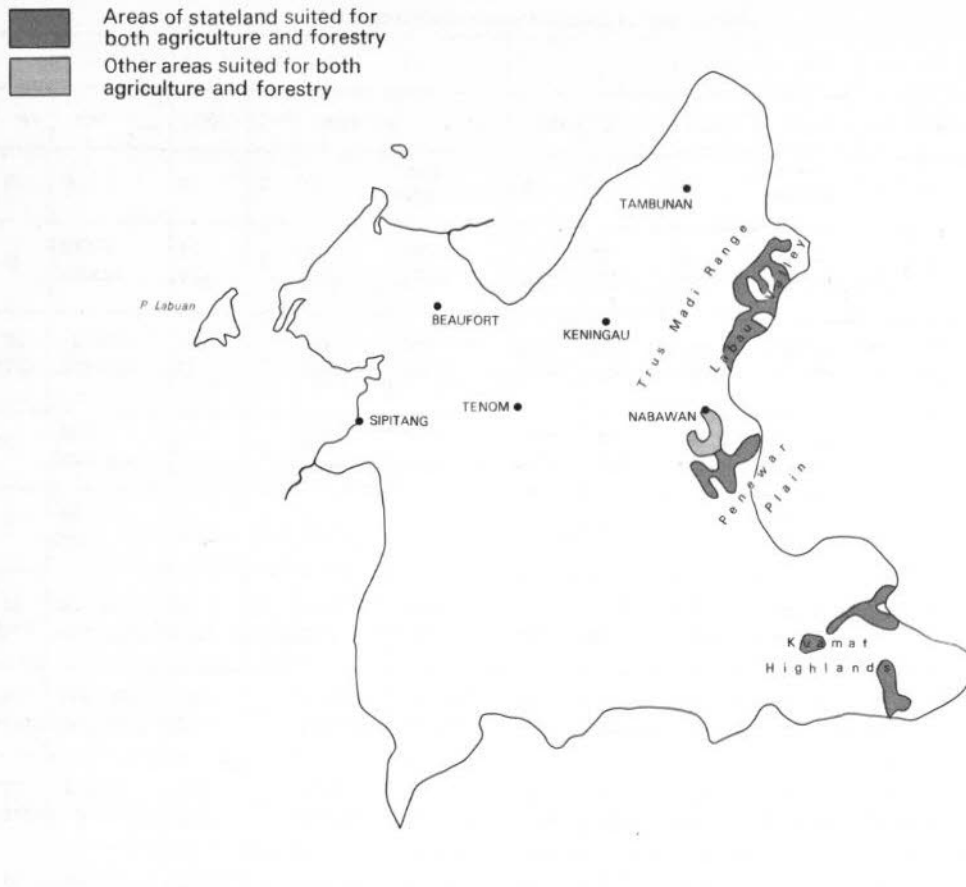 Areas of stateland suited for
both agriculture and forestry
Other areas suited for both
agriculture and forestry
TAMBUNAN
Trus Madi Range
Labau Valley
P. Labuan
BEAUFORT
KENINGAU
TENOM
NABAWAN
SIPITANG
Penewar
Plain
Kuamat
Highlands